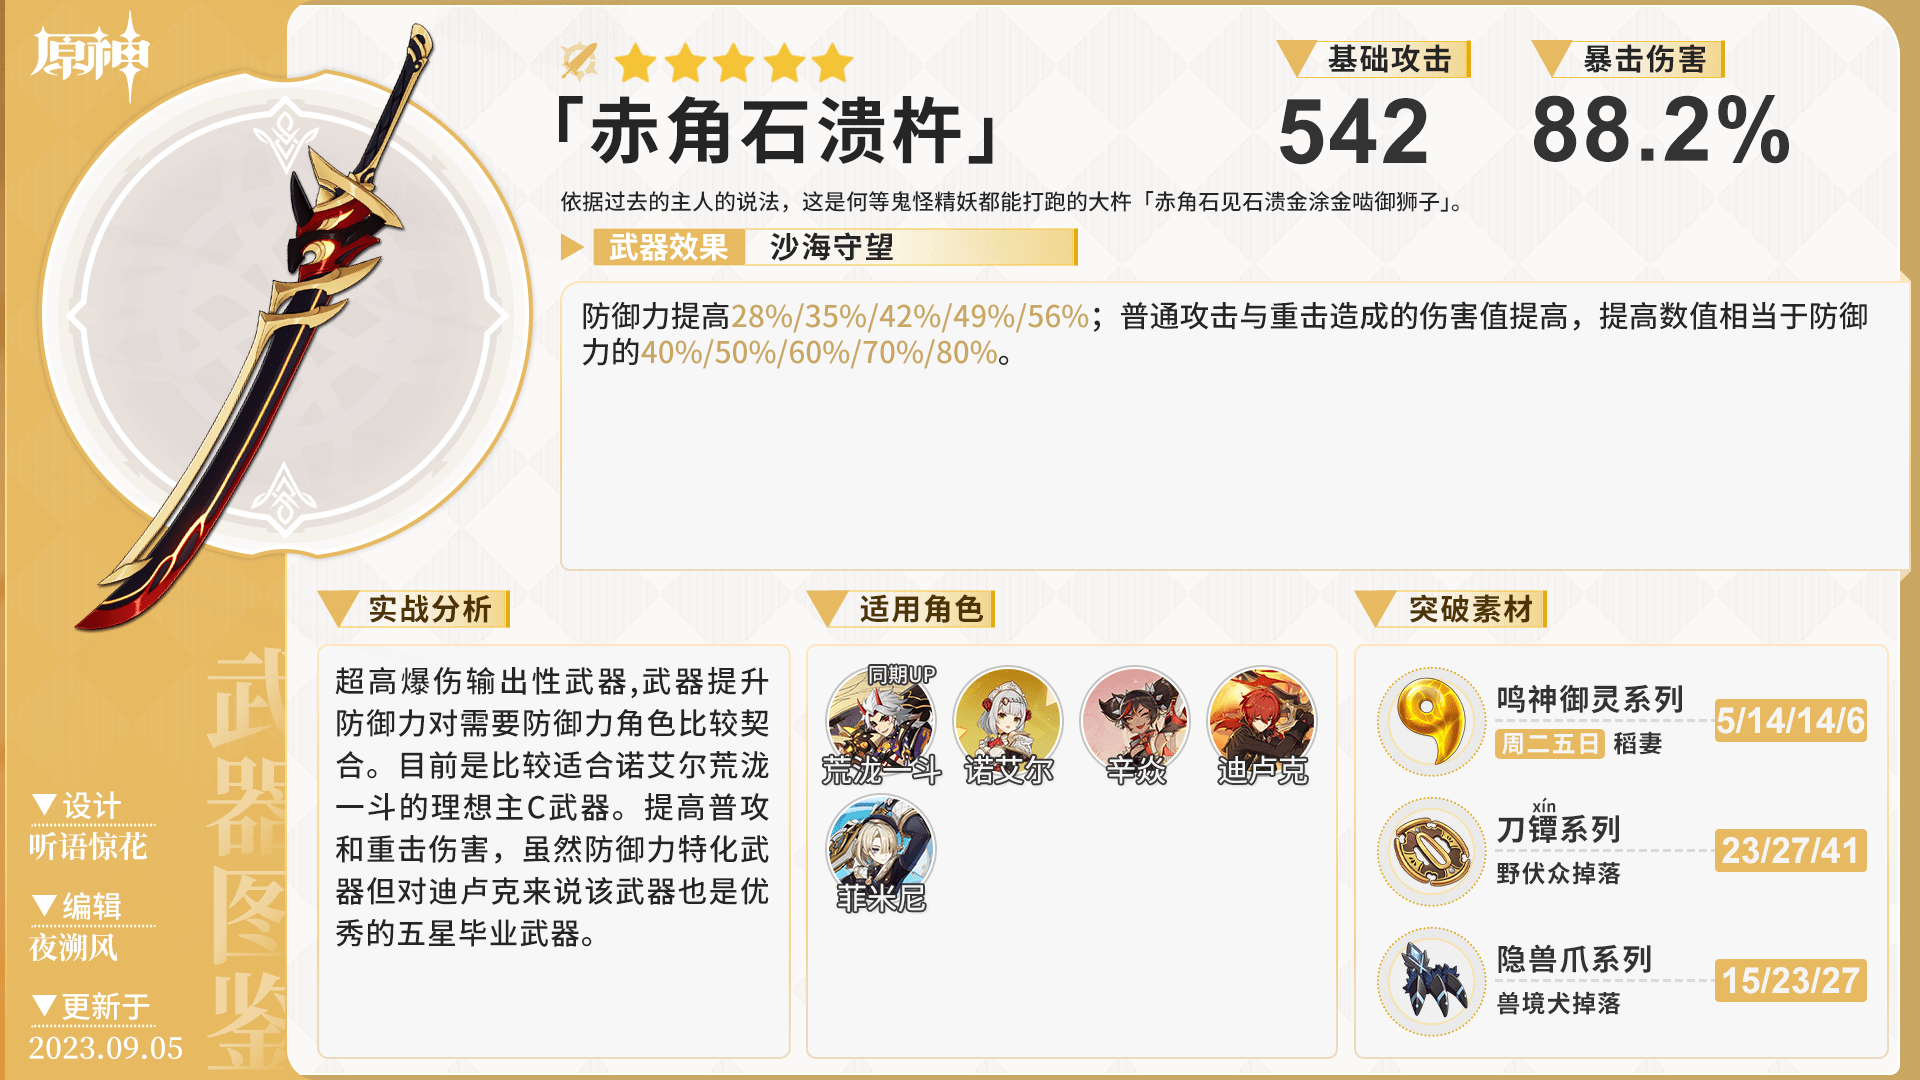 原神
「赤角石溃杵」
基础攻击
542
暴击伤害
88.2%
依据过去的主人的说法，这是何等鬼怪精妖都能打跑的大杵「赤角石见石溃金涂金啮御狮子」。
武器效果 沙海守望
防御力提高28%/35%/42%/49%/56%；普通攻击与重击造成的伤害值提高，提高数值相当于防御
力的40%/50%/60%/70%/80%。
实战分析
超高爆伤输出性武器,武器提升
防御力对需要防御力角色比较契
合。目前是比较适合诺艾尔荒泷
一斗的理想主C武器。提高普攻
和重击伤害，虽然防御力特化武
器但对迪卢克来说该武器也是优
秀的五星毕业武器。
适用角色
同期UP
荒泷一斗
诺艾尔
辛焱
迪卢克
菲米尼
突破素材
鸣神御灵系列
周二五日 稻妻
5/14/14/6
xín
刀镡系列
野伏众掉落
23/27/41
隐兽爪系列
兽境犬掉落
15/23/27
武器图鉴
▼设计
听语惊花
▼编辑
夜溯风
▼更新于
2023.09.05